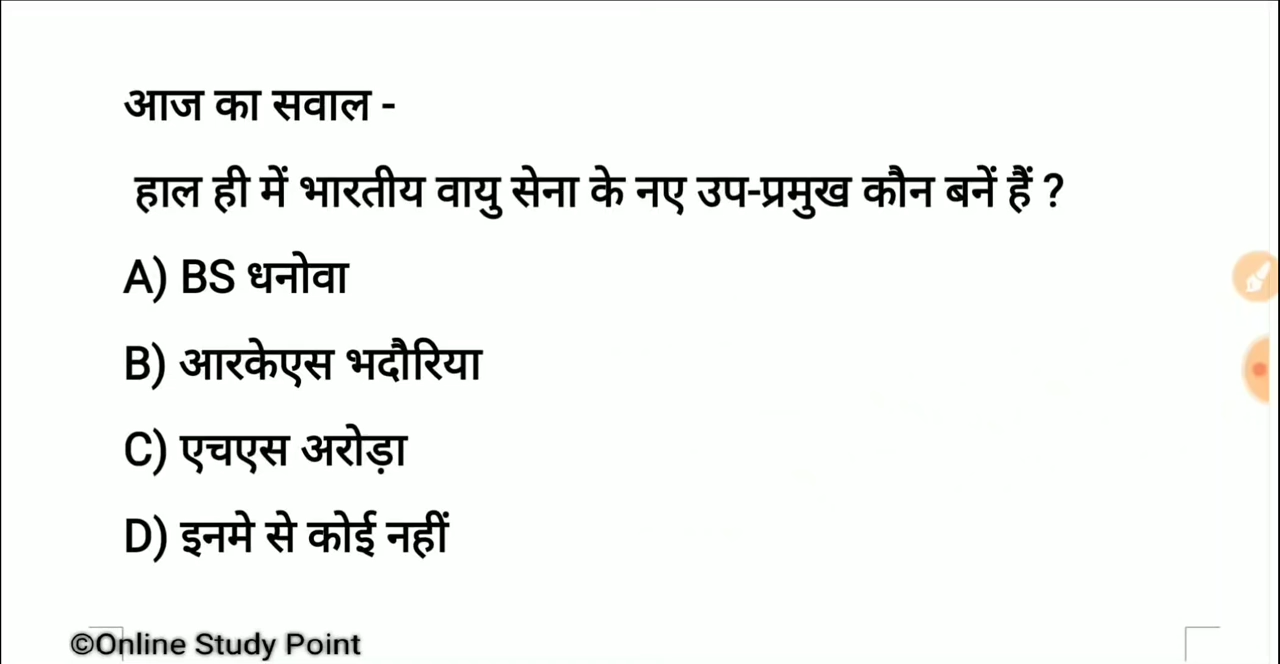 आज का सवाल -
हाल ही में भारतीय वायु सेना के नए उप-प्रमुख कौन बनें हैं ?
A) BS धनोवा
B) आरकेएस भदौरिया
C) एचएस अरोड़ा
D) इनमे से कोई नहीं
©Online Study Point